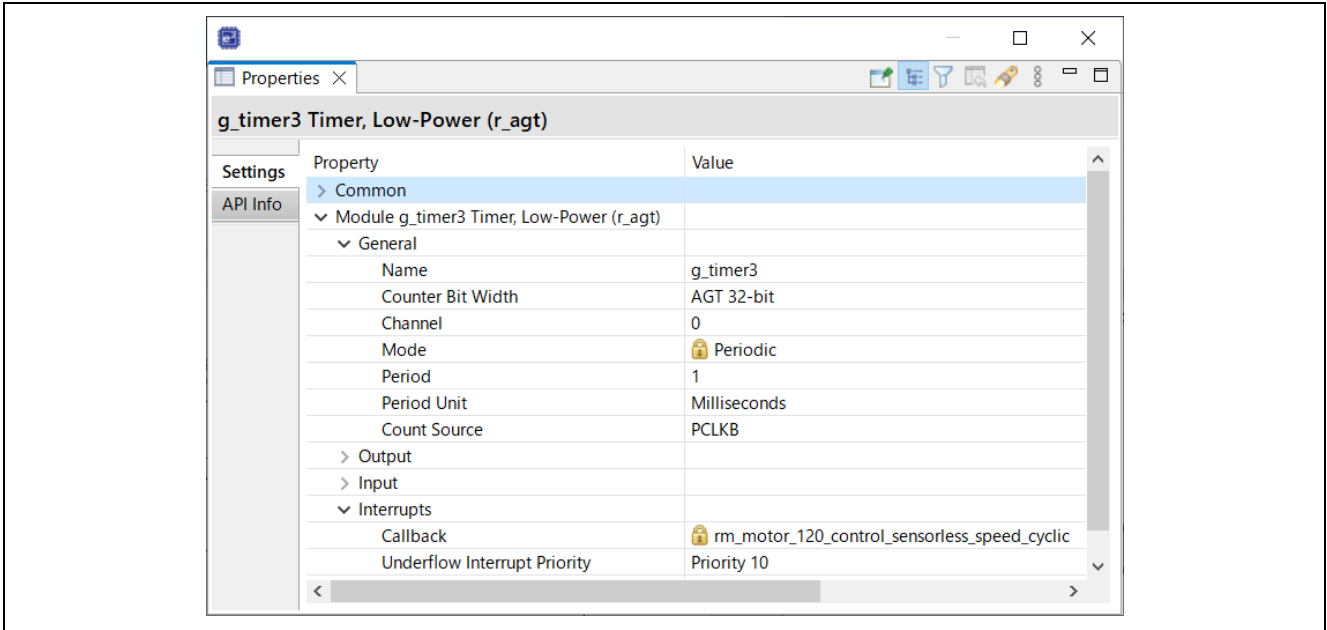 Properties
g_timer3 Timer, Low-Power (r_agt)
Settings
API Info
Property Value
Common
Module g_timer3 Timer, Low-Power (r_agt)
General
Name g_timer3
Counter Bit Width AGT 32-bit
Channel 0
Mode Periodic
Period 1
Period Unit Milliseconds
Count Source PCLKB
Output
Input
Interrupts
Callback rm_motor_120_control_sensorless_speed_cyclic
Underflow Interrupt Priority Priority 10